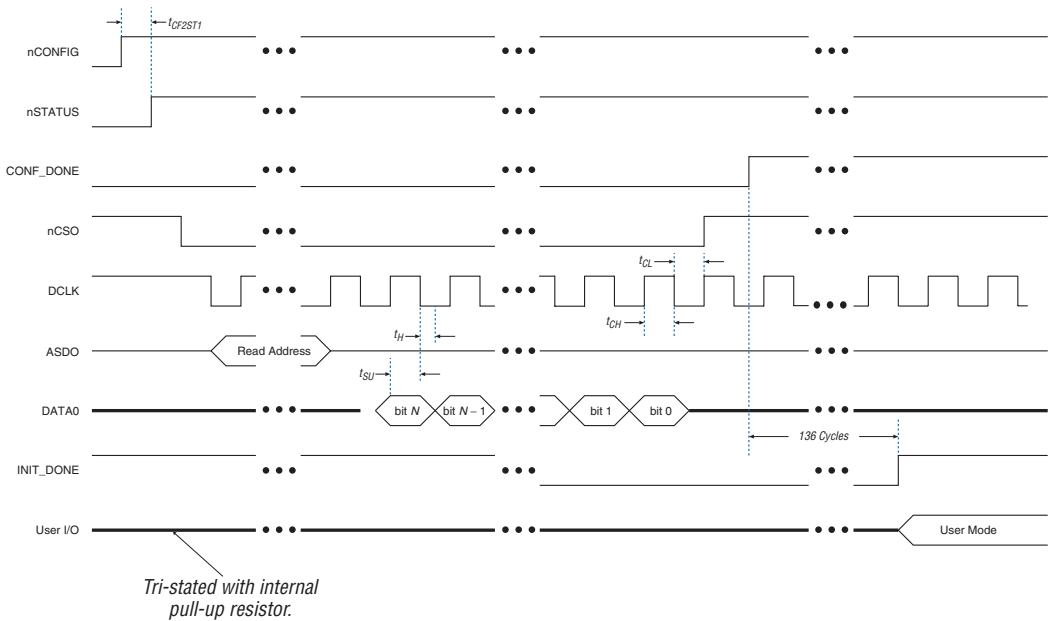 tCF2ST1
nCONFIG
nSTATUS
CONF_DONE
nCSO
tCL
DCLK
tCH
tH
ASDO
Read Address
tSU
DATA0
bit N
bit N – 1
bit 1
bit 0
136 Cycles
INIT_DONE
User I/O
User Mode
Tri-stated with internal
pull-up resistor.